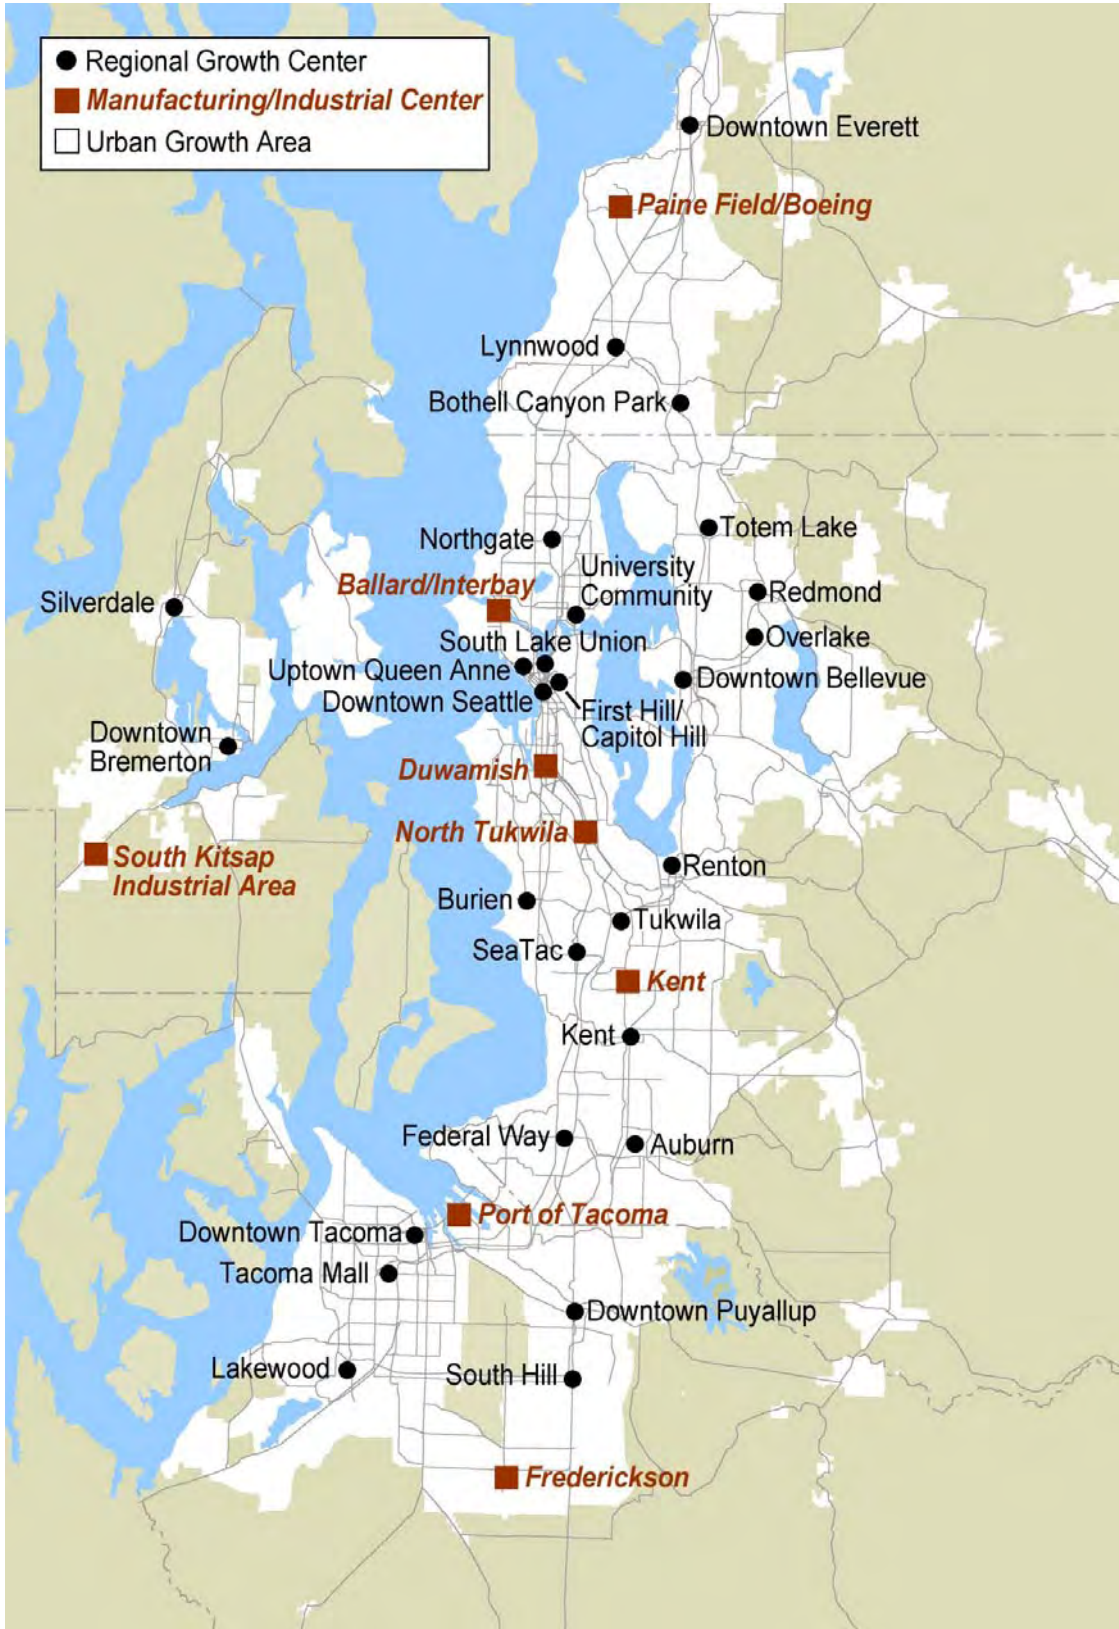 Regional Growth Center
Manufacturing/Industrial Center
Urban Growth Area
Downtown Everett
Paine Field/Boeing
Lynnwood
Bothell Canyon Park
Totem Lake
Northgate
University
Community
Ballard/Interbay
Redmond
Silverdale
Overlake
South Lake Union
Uptown Queen Anne
Downtown Bellevue
Downtown Seattle
First Hill/
Capitol Hill
Downtown
Bremerton
Duwamish
North Tukwila
South Kitsap
Industrial Area
Renton
Burien
Tukwila
SeaTac
Kent
Kent
Federal Way
Auburn
Port of Tacoma
Downtown Tacoma
Tacoma Mall
Downtown Puyallup
Lakewood
South Hill
Frederickson